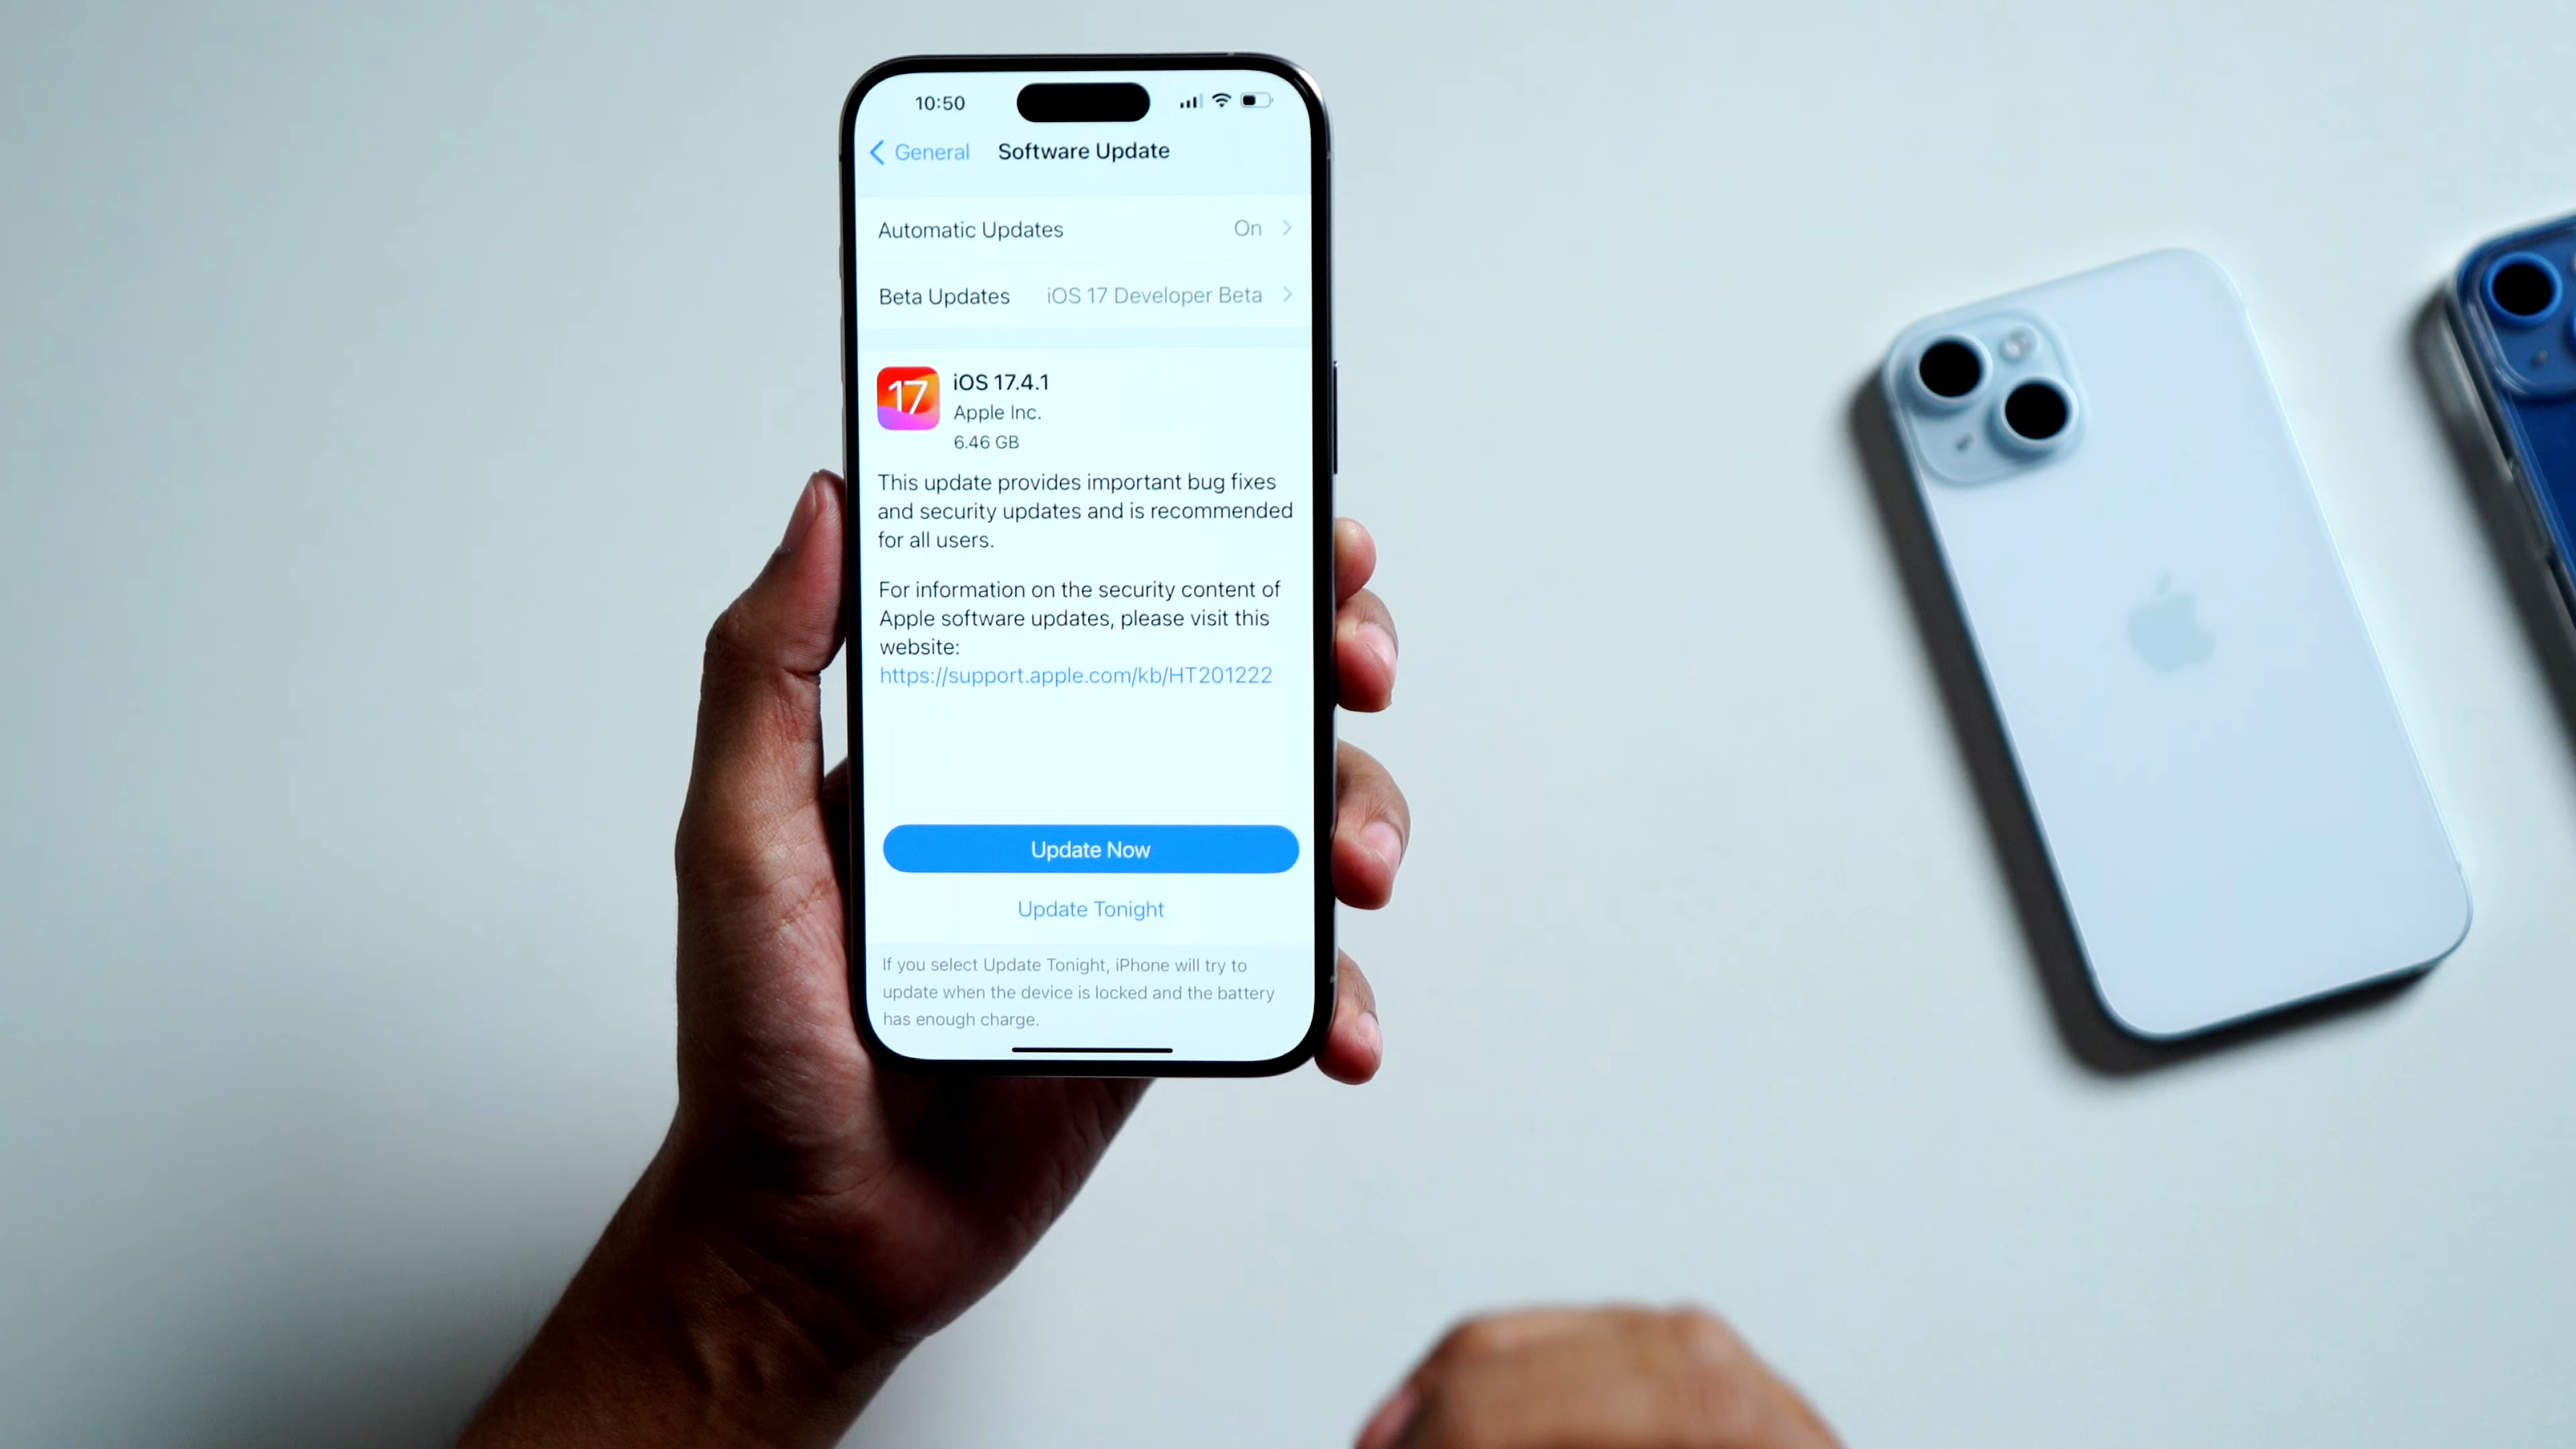 10:50
General Software Update
Automatic Updates On
Beta Updates iOS 17 Developer Beta
17
iOS 17.4.1
Apple Inc.
6.46 GB
This update provides important bug fixes
and security updates and is recommended
for all users.
For information on the security content of
Apple software updates, please visit this
website:
https://support.apple.com/kb/HT201222
Update Now
Update Tonight
If you select Update Tonight, iPhone will try to
update when the device is locked and the battery
has enough charge.